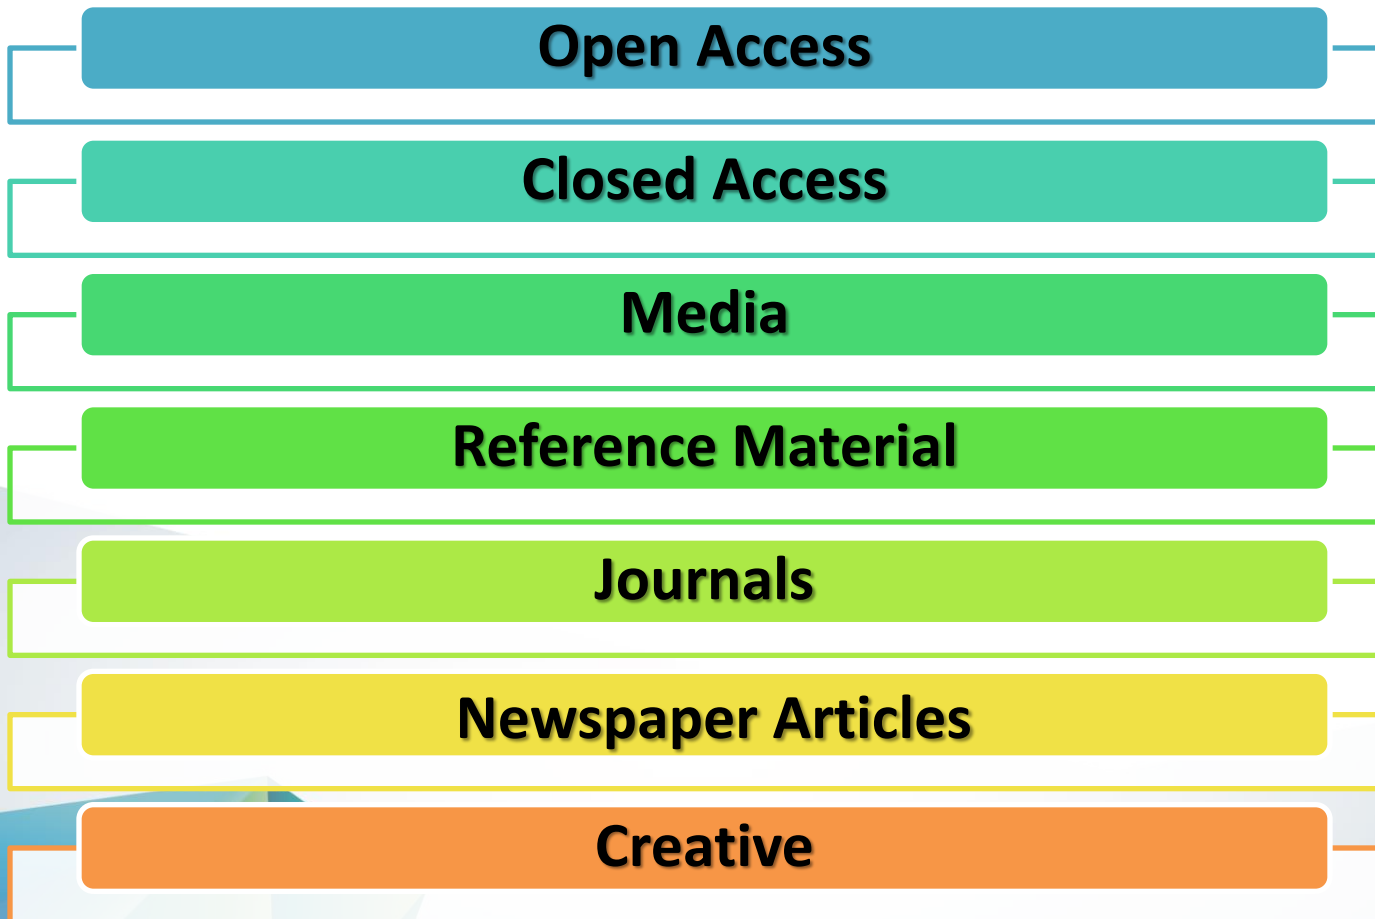 Open Access
Closed Access
Media
Reference Material
Journals
Newspaper Articles
Creative